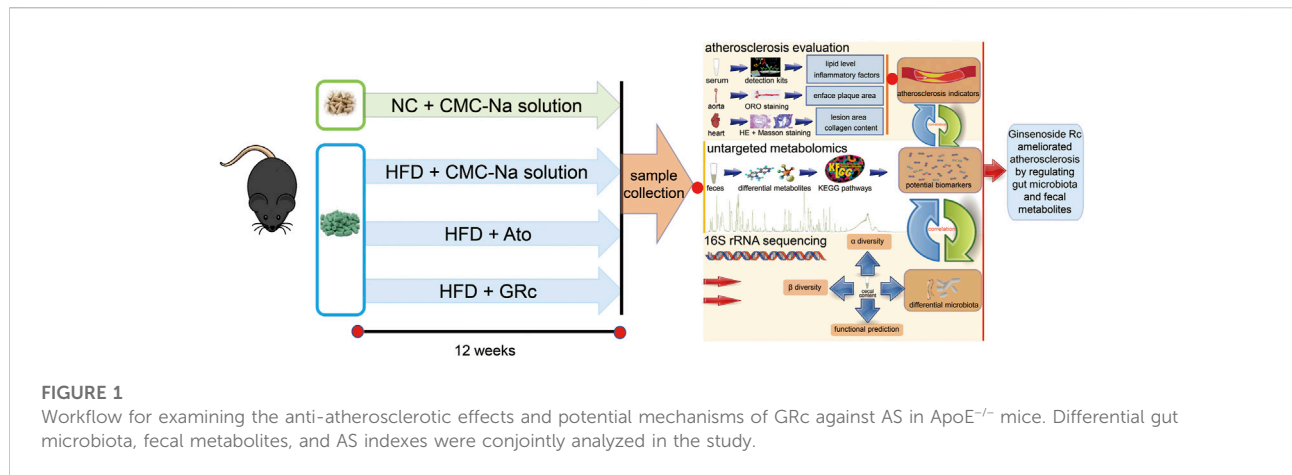 NC + CMC-Na solution
HFD + CMC-Na solution
HFD + Ato
HFD + GRc
12 weeks
sample
collection
atherosclerosis evaluation
serum
detection kits
lipid level
inflammatory factors
aorta
ORO staining
enface plaque area
heart
HE + Masson staining
lesion area
collagen content
atherosclerosis indicators
correlation
untargeted metabolomics
feces
differential metabolites
KEGG pathways
KEGG
potential biomarkers
correlation
16S rRNA sequencing
α diversity
β diversity
cecal
content
functional prediction
differential microbiota
Ginsenoside Rc
ameliorated
atherosclerosis
by regulating
gut microbiota
and fecal
metabolites
FIGURE 1
Workflow for examining the anti-atherosclerotic effects and potential mechanisms of GRc against AS in ApoE−/− mice. Differential gut
microbiota, fecal metabolites, and AS indexes were conjointly analyzed in the study.